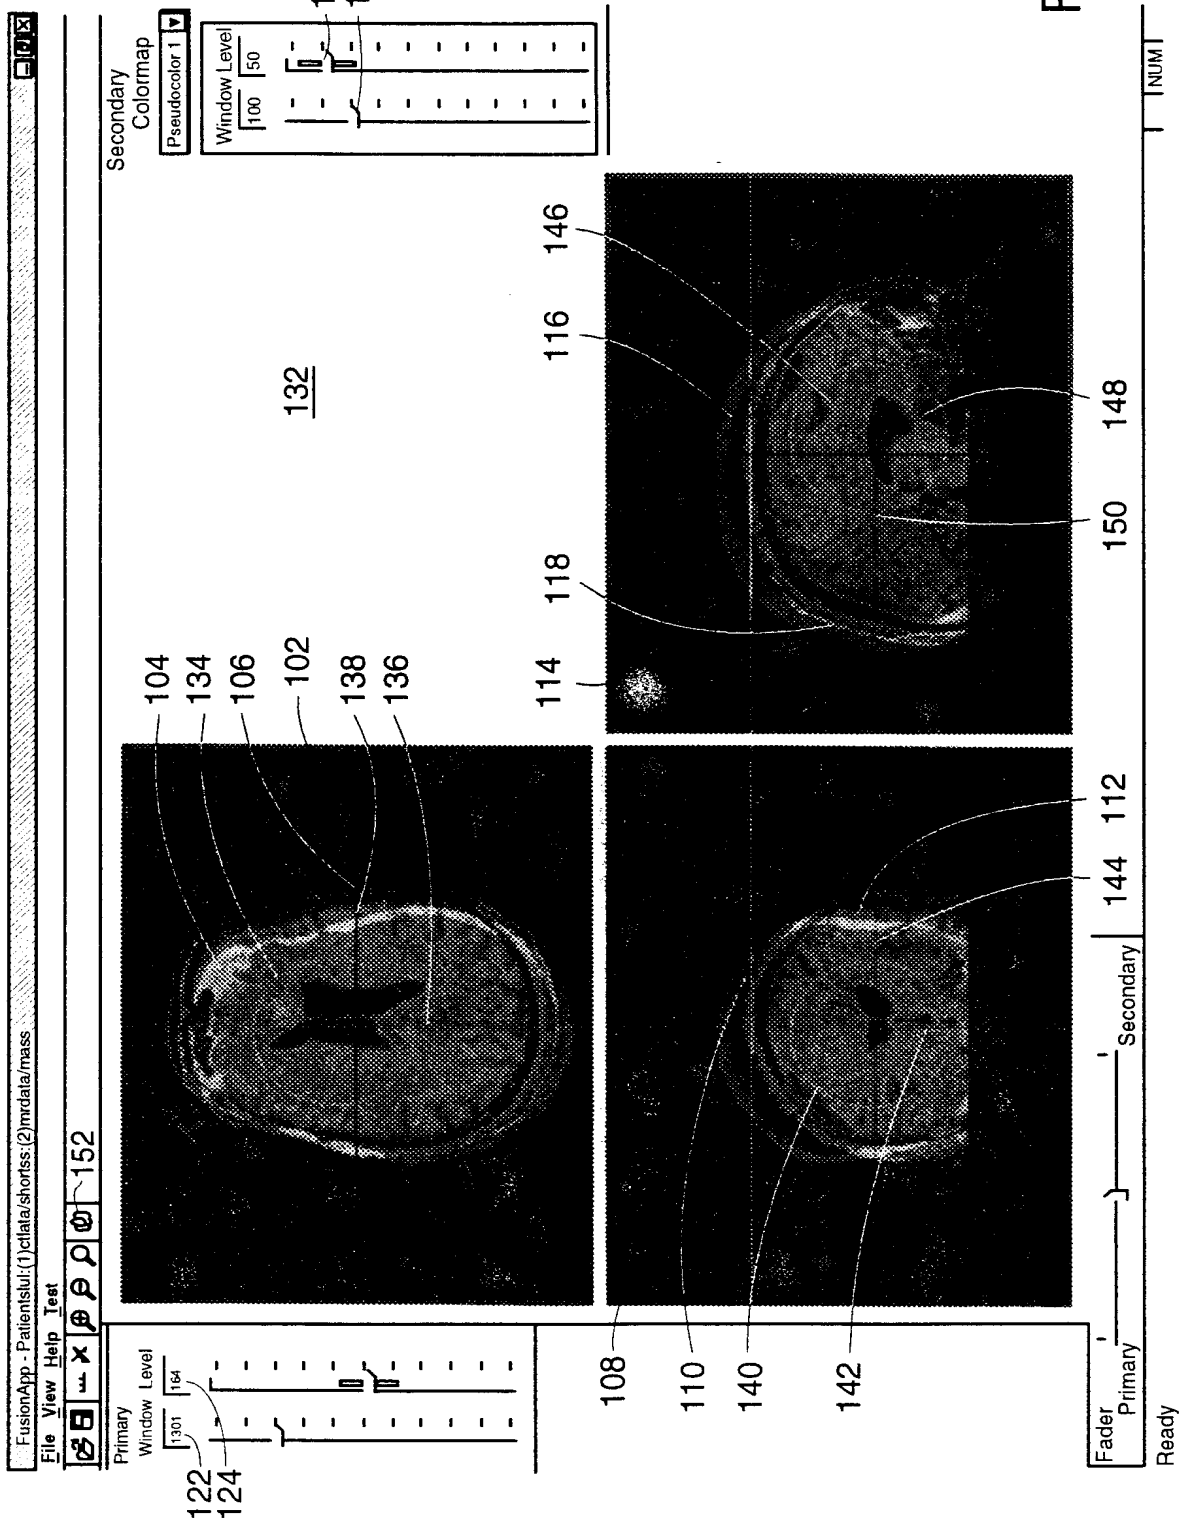 FusionApp - Patientslul:(1)ctlata/shortss:(2)mrdata/mass
File View Help Test
152
Primary
Window Level
1301 164
122
124
104
134
106
102
138
136
132
Secondary
Colormap
Pseudocolor 1
Window Level
100 50
108
110
140
142
112
144
114
118
116
146
150
148
Fader
Primary Secondary
Ready
NUM